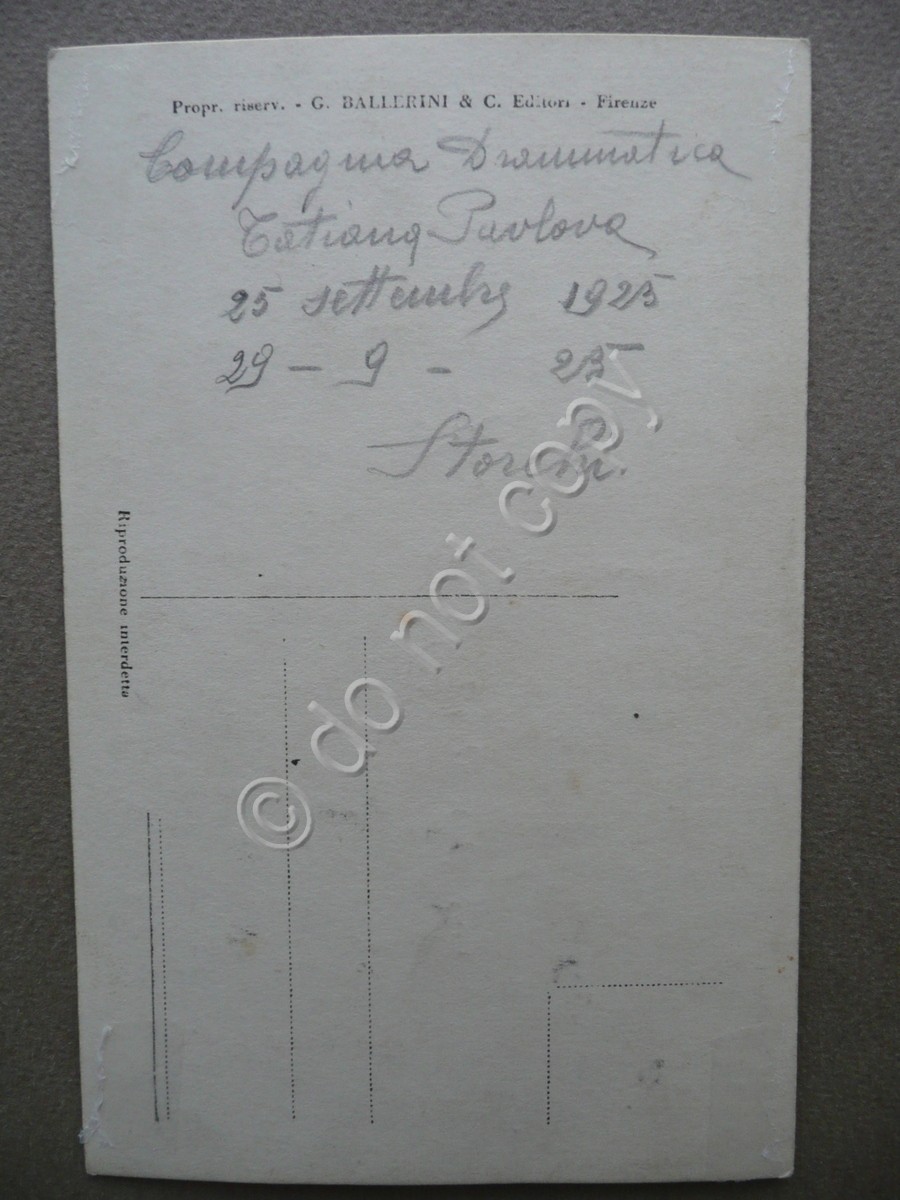 Propr. riserv. - G. BALLERINI & C. Editori - Firenze
Compagnia Drammatica
Tatiana Pavlova
25 settembre 1925
29 - 9 - 25
Riproduzione interdetta
© do not copy